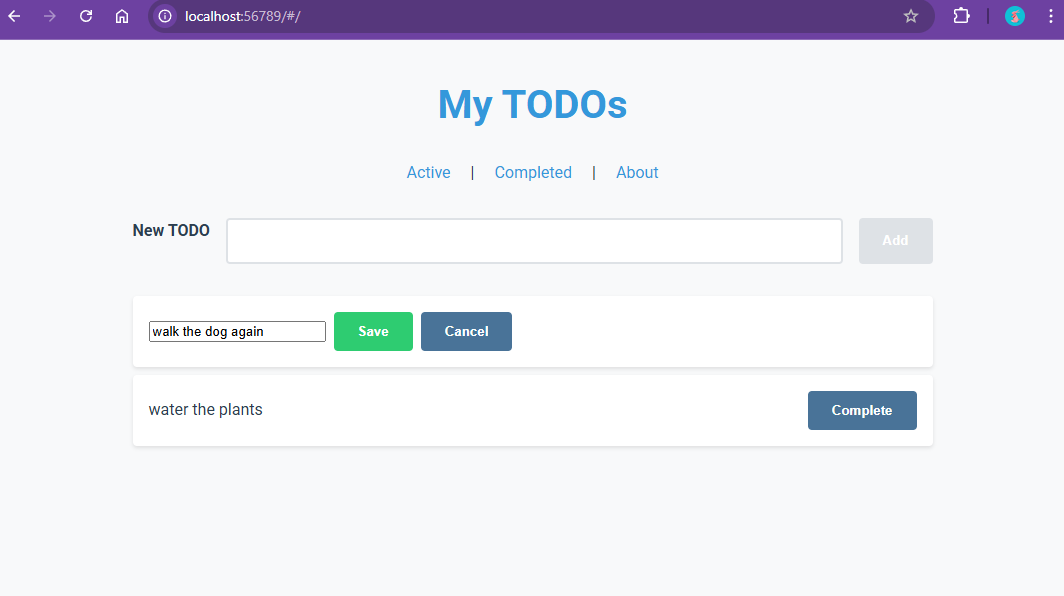 localhost:56789/#/
My TODOs
Active | Completed | About
New TODO Add
walk the dog again Save Cancel
water the plants Complete